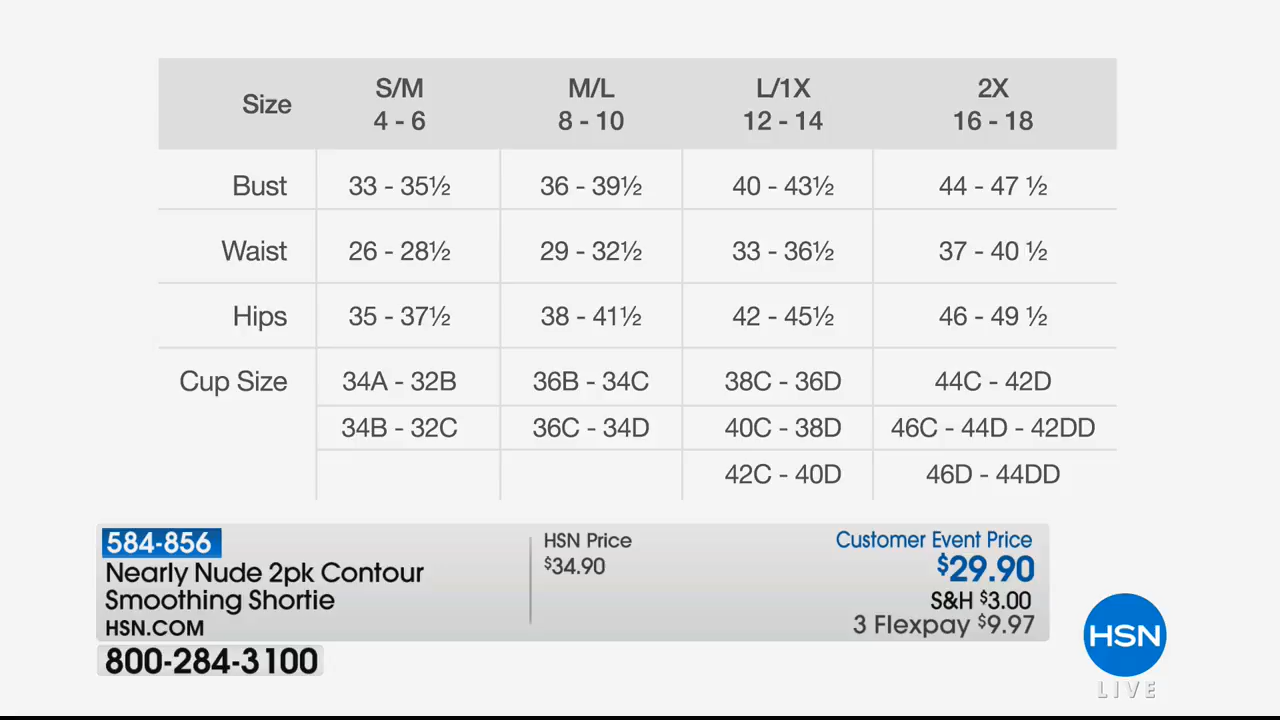 Size S/M M/L L/1X 2X
4 - 6 8 - 10 12 - 14 16 - 18
Bust 33 - 35½ 36 - 39½ 40 - 43½ 44 - 47 ½
Waist 26 - 28½ 29 - 32½ 33 - 36½ 37 - 40 ½
Hips 35 - 37½ 38 - 41½ 42 - 45½ 46 - 49 ½
Cup Size 34A - 32B 36B - 34C 38C - 36D 44C - 42D
34B - 32C 36C - 34D 40C - 38D 46C - 44D - 42DD
42C - 40D 46D - 44DD
584-856
Nearly Nude 2pk Contour
Smoothing Shortie
HSN.COM
800-284-3100
HSN Price
$34.90
Customer Event Price
$29.90
S&H $3.00
3 Flexpay $9.97
HSN
LIVE